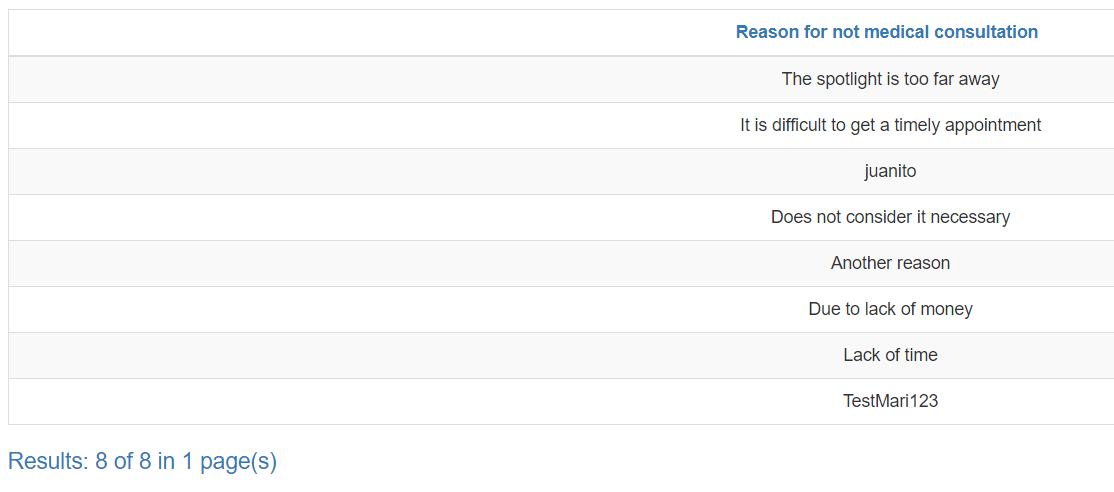 Reason for not medical consultation
The spotlight is too far away
It is difficult to get a timely appointment
juanito
Does not consider it necessary
Another reason
Due to lack of money
Lack of time
TestMari123
Results: 8 of 8 in 1 page(s)